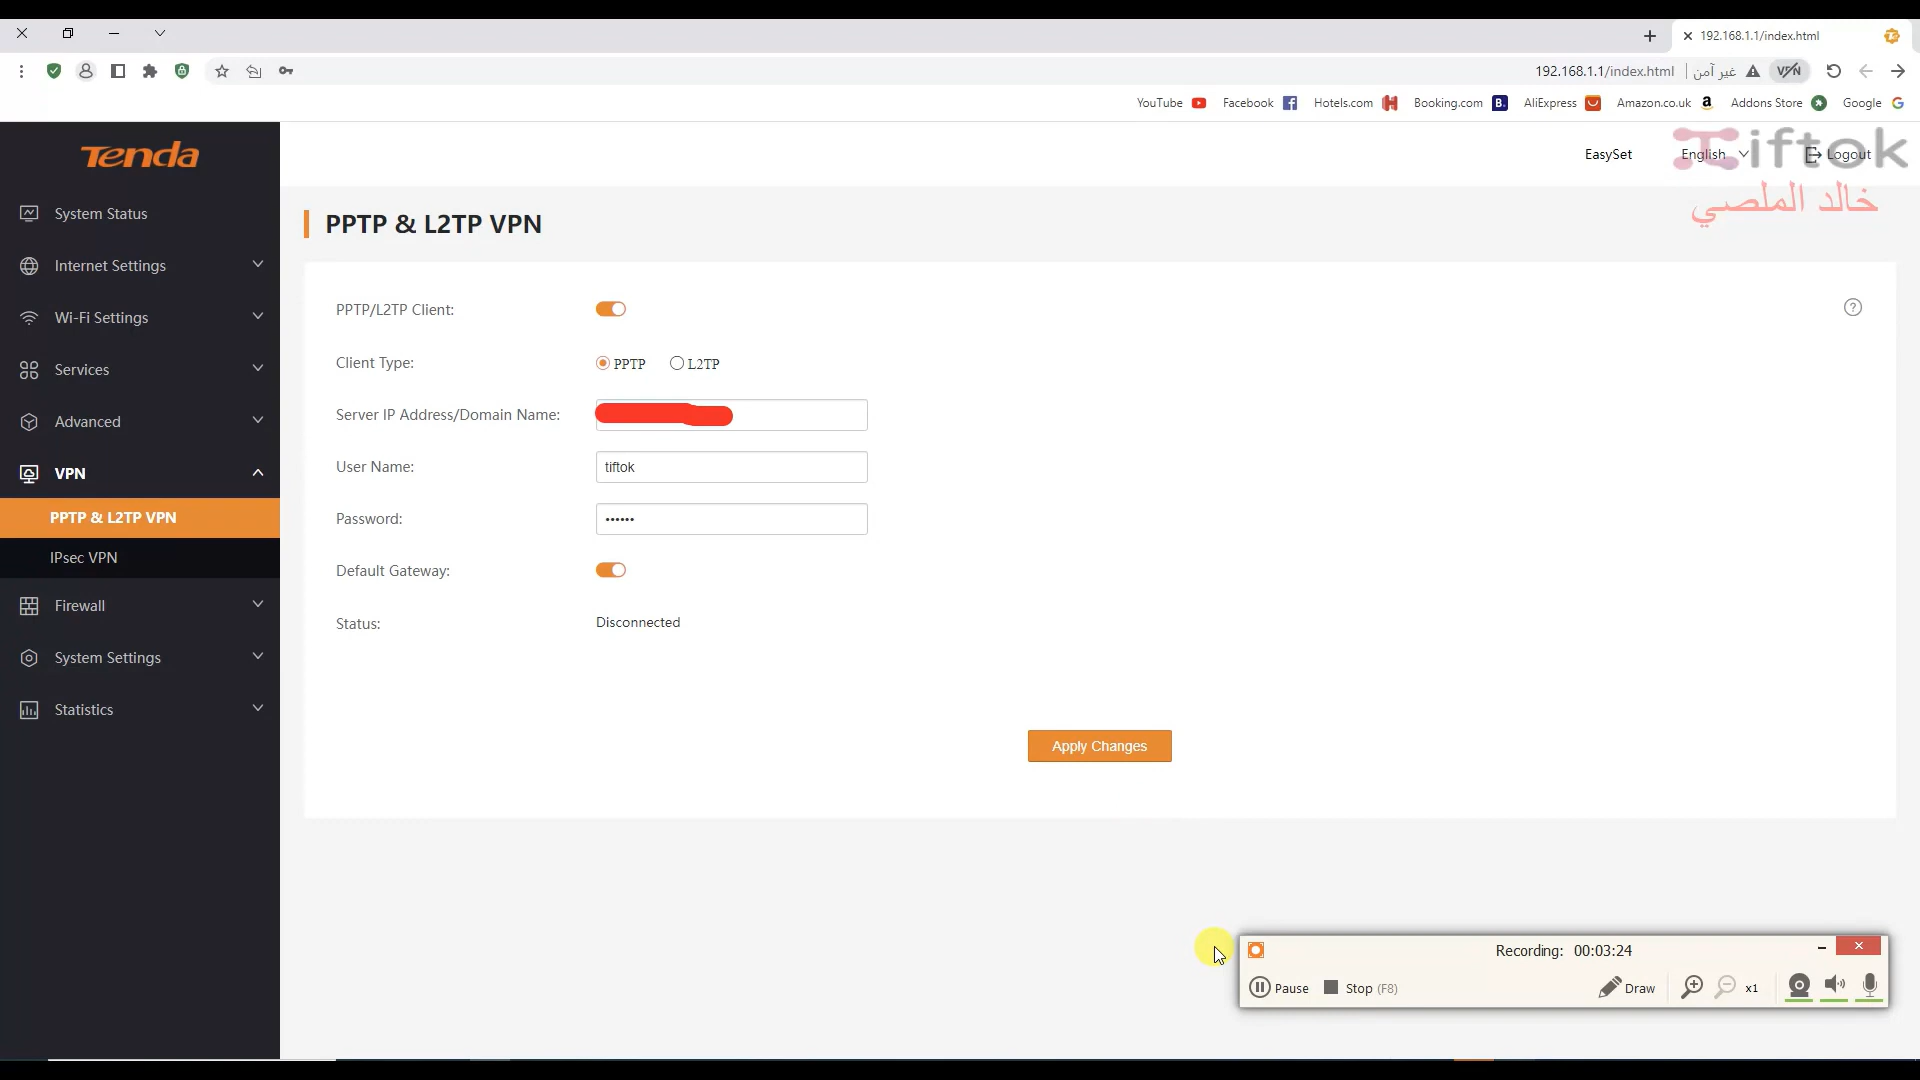 192.168.1.1/index.html
192.168.1.1/index.html
غير آمن
VPN
YouTube
Facebook
Hotels.com
Booking.com
B.
AliExpress
Amazon.co.uk
a
Addons Store
Google
Tenda
EasySet
English
Logout
iftok
خالد الملصي
System Status
Internet Settings
Wi-Fi Settings
Services
Advanced
VPN
PPTP & L2TP VPN
IPsec VPN
Firewall
System Settings
Statistics
PPTP & L2TP VPN
PPTP/L2TP Client:
?
Client Type:
PPTP
L2TP
Server IP Address/Domain Name:
User Name:
tiftok
Password:
••••••
Default Gateway:
Status:
Disconnected
Apply Changes
Recording: 00:03:24
Pause
Stop (F8)
Draw
x1